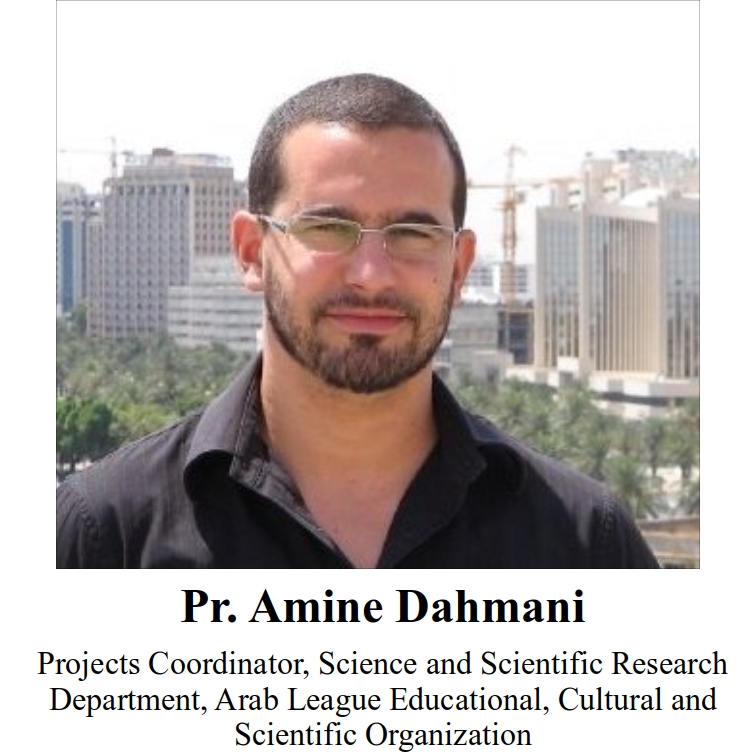 Pr. Amine Dahmani
Projects Coordinator, Science and Scientific Research
Department, Arab League Educational, Cultural and
Scientific Organization